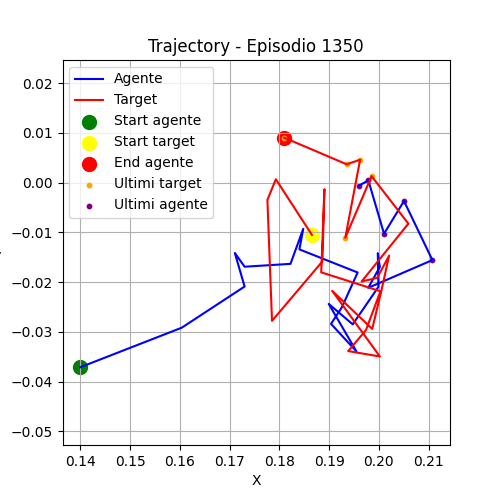 Trajectory - Episodio 1350
Agente
Target
Start agente
Start target
End agente
Ultimi target
Ultimi agente
0.02
0.01
0.00
−0.01
−0.02
−0.03
−0.04
−0.05
0.14
0.15
0.16
0.17
0.18
0.19
0.20
0.21
X